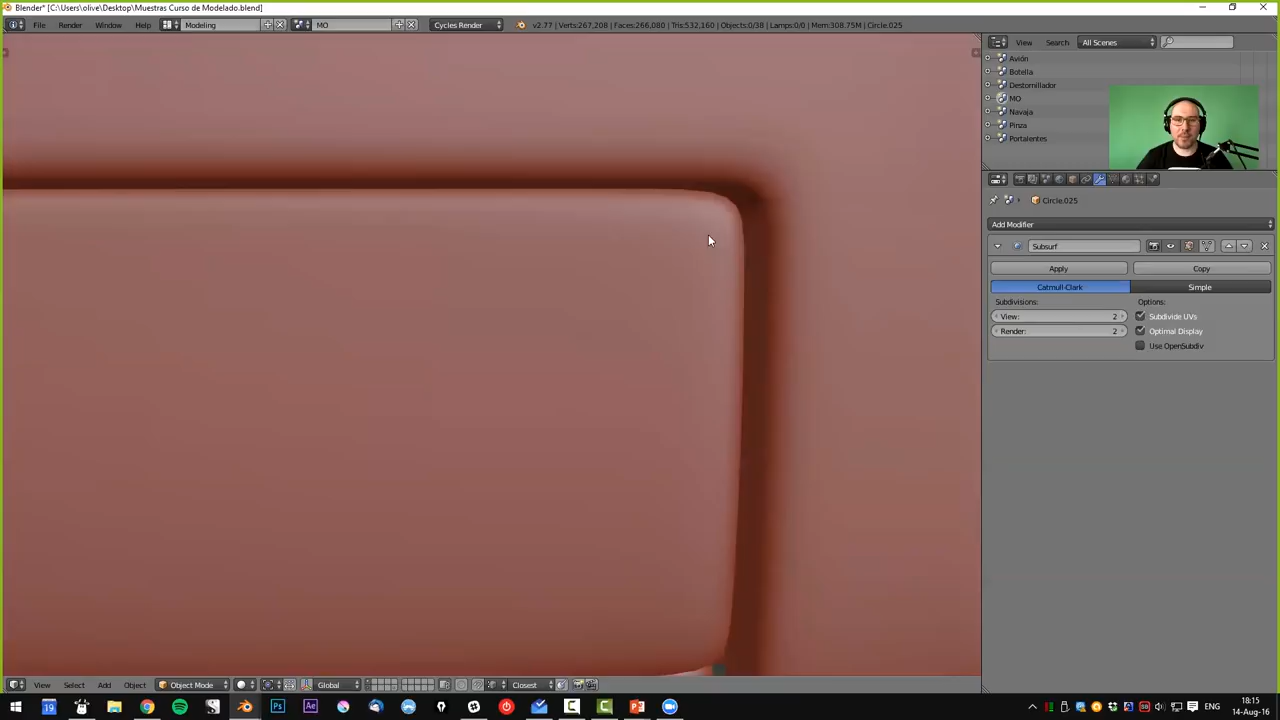 Blender* [C:\Users\olive\Desktop\Muestras Curso de Modelado.blend]
File Render Window Help Modeling MO Cycles Render v2.77 | Verts:267,208 | Faces:266,080 | Tris:532,160 | Objects:0/38 | Lamps:0/0 | Mem:308.75M | Circle.025
View Search All Scenes
Avión
Botella
Destornillador
MO
Navaja
Pinza
Portalentes
Circle.025
Add Modifier
Subsurf
Apply Copy
Catmull-Clark Simple
Subdivisions: Options:
View: 2 Subdivide UVs
Render: 2 Optimal Display
Use OpenSubdiv
View Select Add Object Object Mode Global Closest
19 Ps Ae ENG
18:15
14-Aug-16